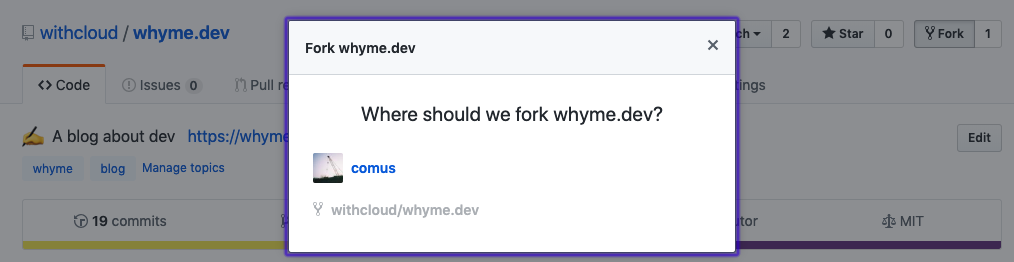 withcloud / whyme.dev
ch 2 Star 0 Fork 1
Fork whyme.dev ×
Code Issues 0 Pull re tings
Where should we fork whyme.dev?
✍️ A blog about dev https://whyme
Edit
whyme blog Manage topics
comus
withcloud/whyme.dev
19 commits utor MIT